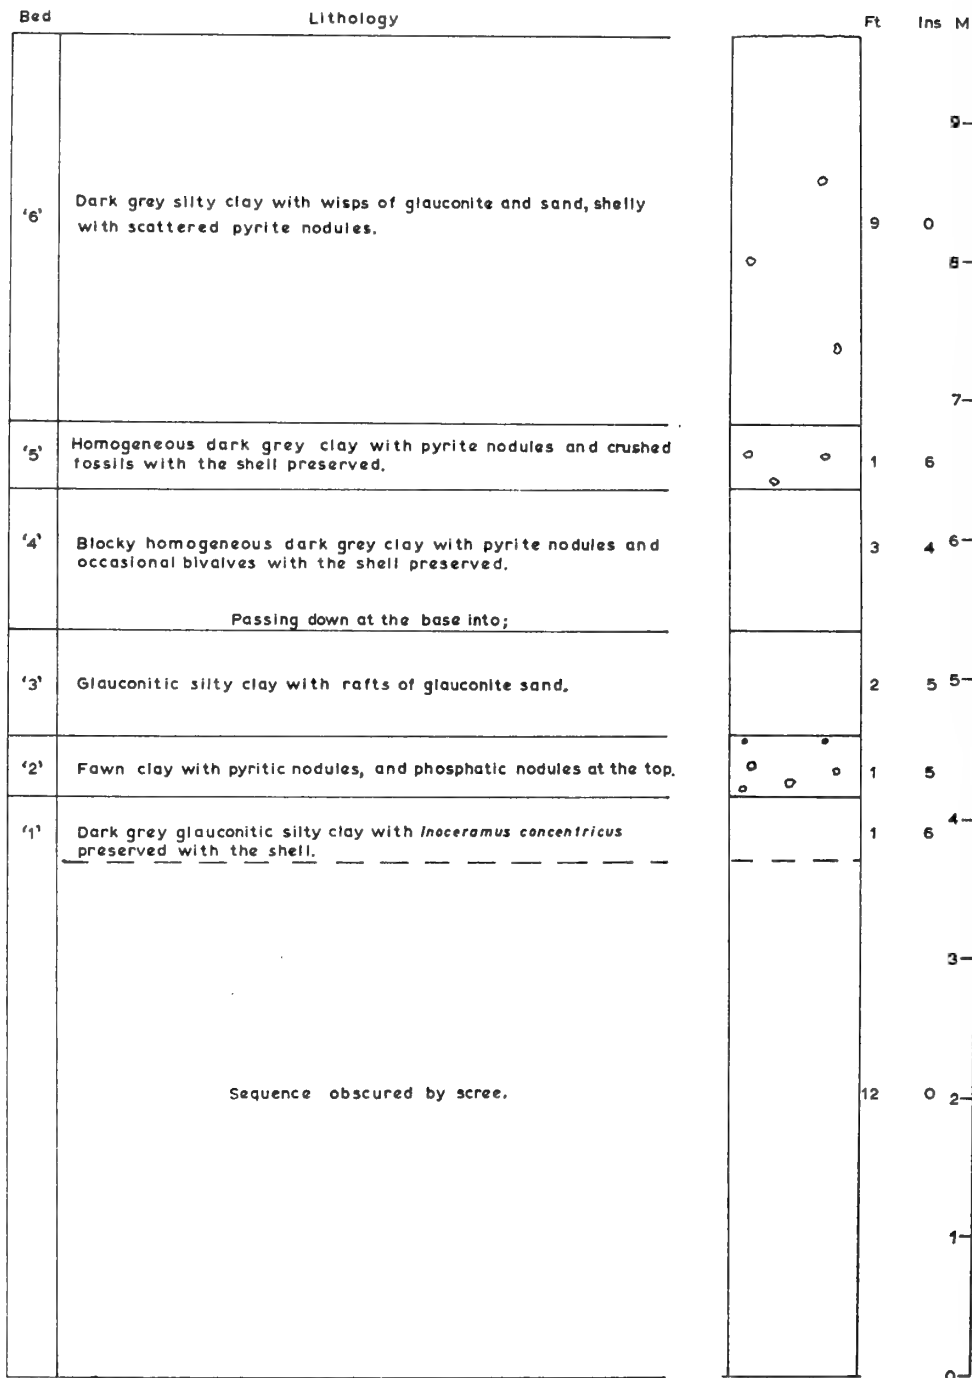 Bed Lithology Ft Ins M
9
Dark grey silty clay with wisps of glauconite and sand, shelly
‘6’ 9 0
with scattered pyrite nodules.
8
7
‘5’ Homogeneous dark grey clay with pyrite nodules and crushed
fossils with the shell preserved. 1 6
‘4’ Blocky homogeneous dark grey clay with pyrite nodules and 3 4 6
occasional bivalves with the shell preserved.
Passing down at the base into;
‘3’ Glauconitic silty clay with rafts of glauconite sand. 2 5 5
‘2’ Fawn clay with pyritic nodules, and phosphatic nodules at the top. 1 5
4
‘1’ Dark grey glauconitic silty clay with Inoceramus concentricus 1 6
preserved with the shell.
3
Sequence obscured by scree. 12 0 2
1
0